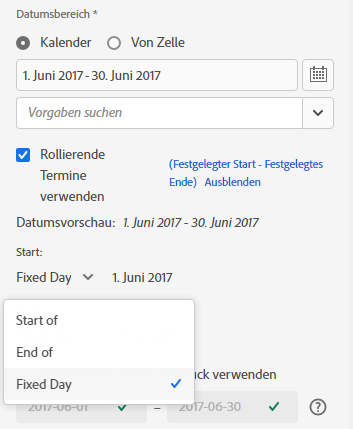 Datumsbereich *
Kalender Von Zelle
1. Juni 2017 - 30. Juni 2017
Vorgaben suchen
Rollierende
Termine
verwenden
(Festgelegter Start - Festgelegtes
Ende) Ausblenden
Datumsvorschau: 1. Juni 2017 - 30. Juni 2017
Start:
Fixed Day 1. Juni 2017
Start of
End of
Fixed Day
verwenden
2017-06-01 – 2017-06-30